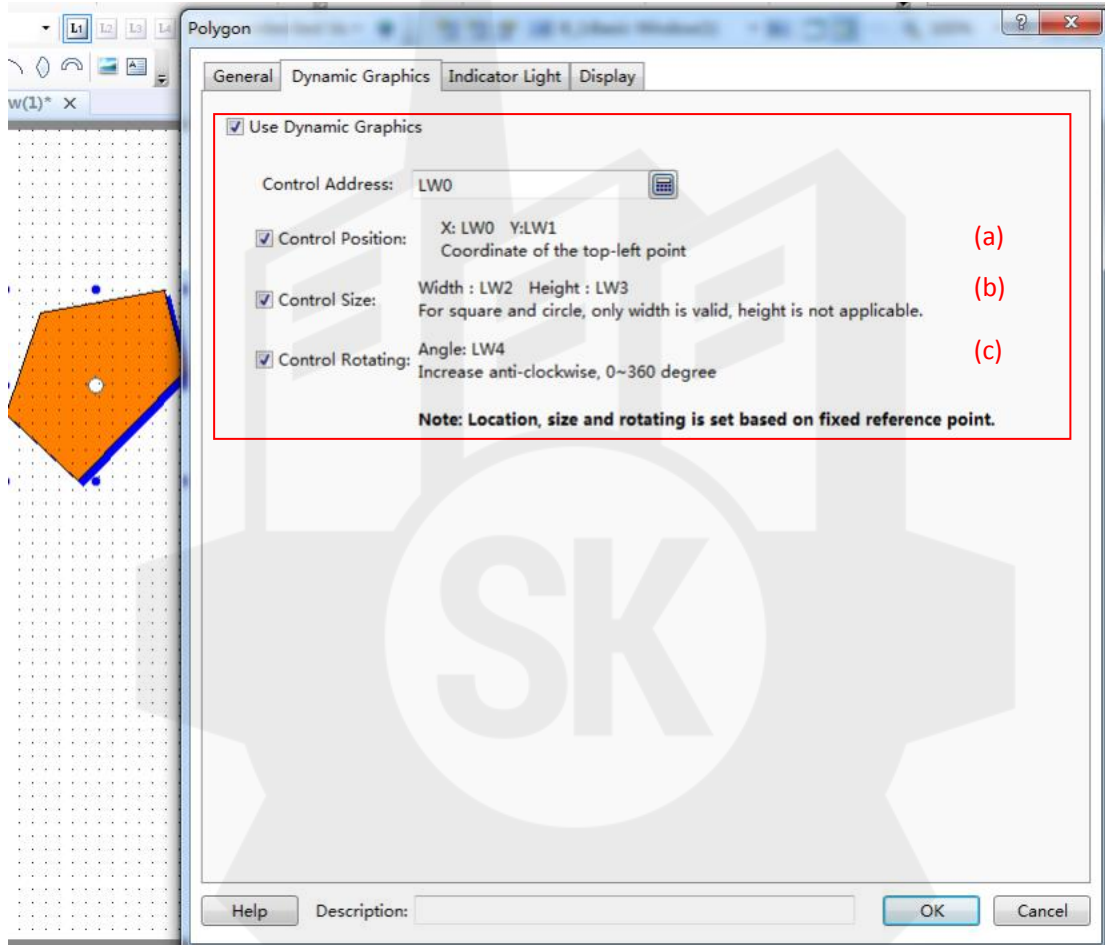 Polygon
L1 L2 L3 L4
w(1)* X
General Dynamic Graphics Indicator Light Display
Use Dynamic Graphics
Control Address: LW0
Control Position: X: LW0 Y:LW1
Coordinate of the top-left point
(a)
Control Size: Width : LW2 Height : LW3
For square and circle, only width is valid, height is not applicable.
(b)
Control Rotating: Angle: LW4
Increase anti-clockwise, 0~360 degree
(c)
Note: Location, size and rotating is set based on fixed reference point.
SK
Help Description: OK Cancel